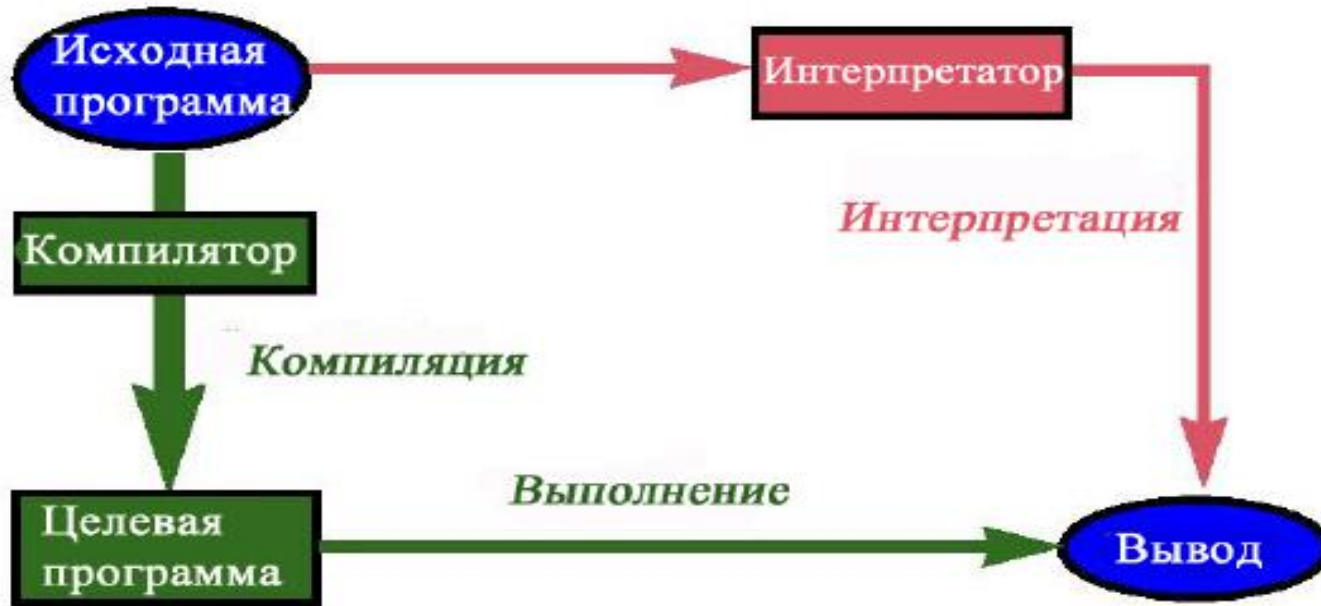 Исходная
программа
Интерпретатор
Компилятор
Интерпретация
Компиляция
Выполнение
Целевая
программа
Вывод